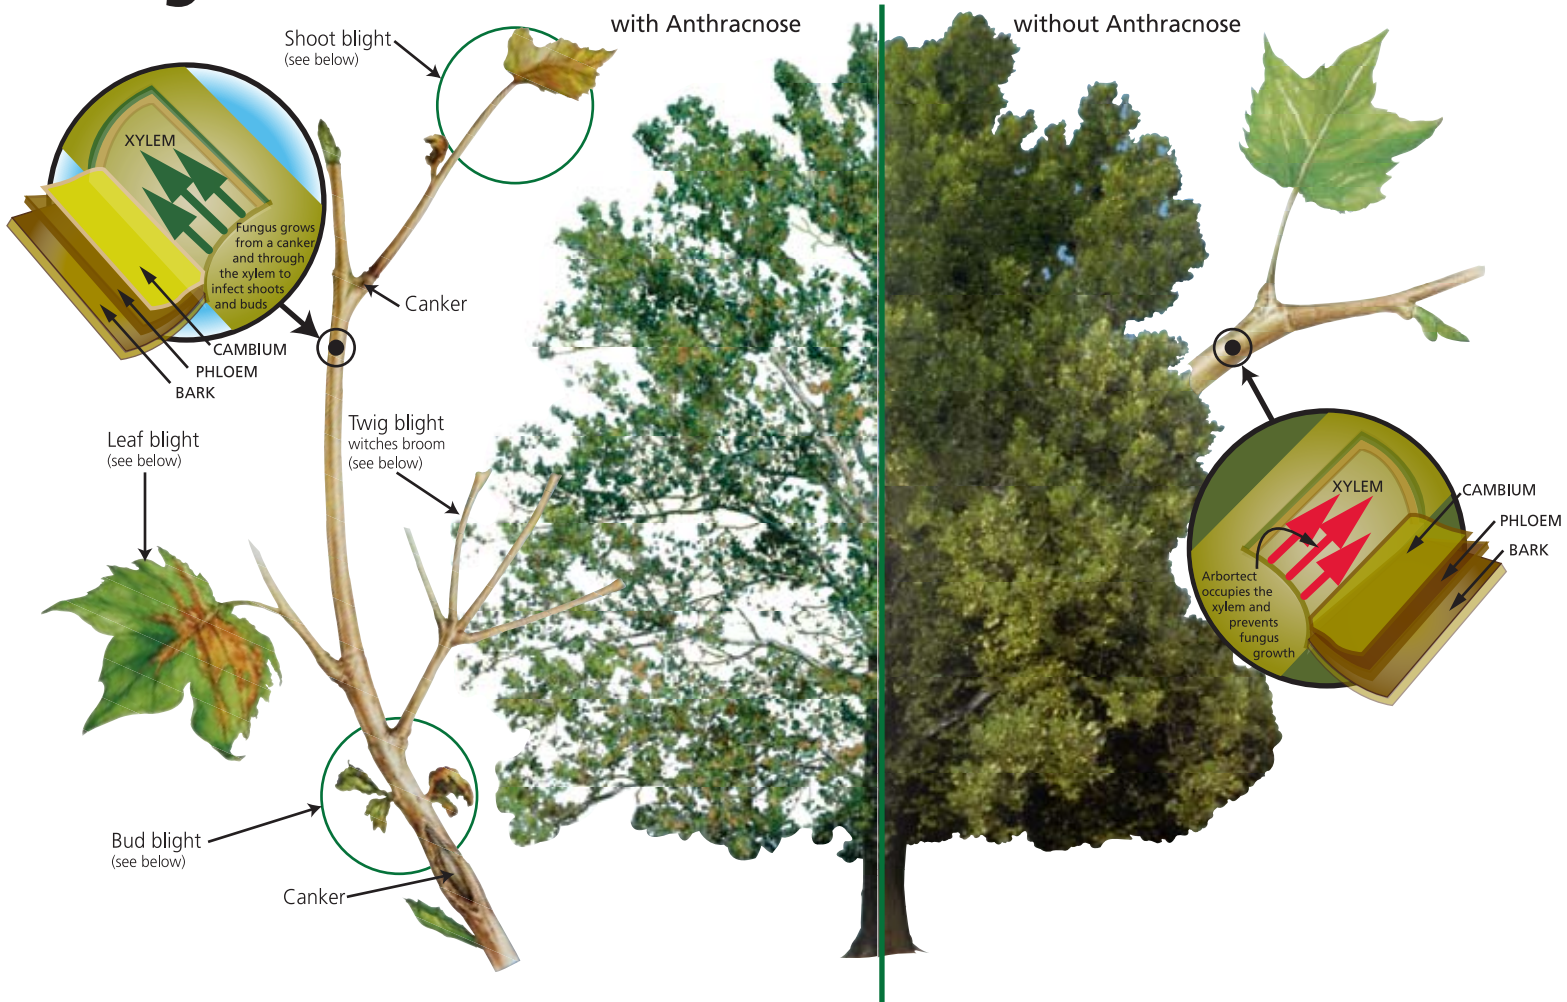 with Anthracnose
without Anthracnose
Shoot blight
(see below)
XYLEM
Fungus grows
from a canker
and through
the xylem to
infect shoots
and buds
CAMBIUM
PHLOEM
BARK
Canker
Leaf blight
(see below)
Twig blight
witches broom
(see below)
Bud blight
(see below)
Canker
XYLEM
Arbortect
occupies the
xylem and
prevents
fungus
growth
CAMBIUM
PHLOEM
BARK